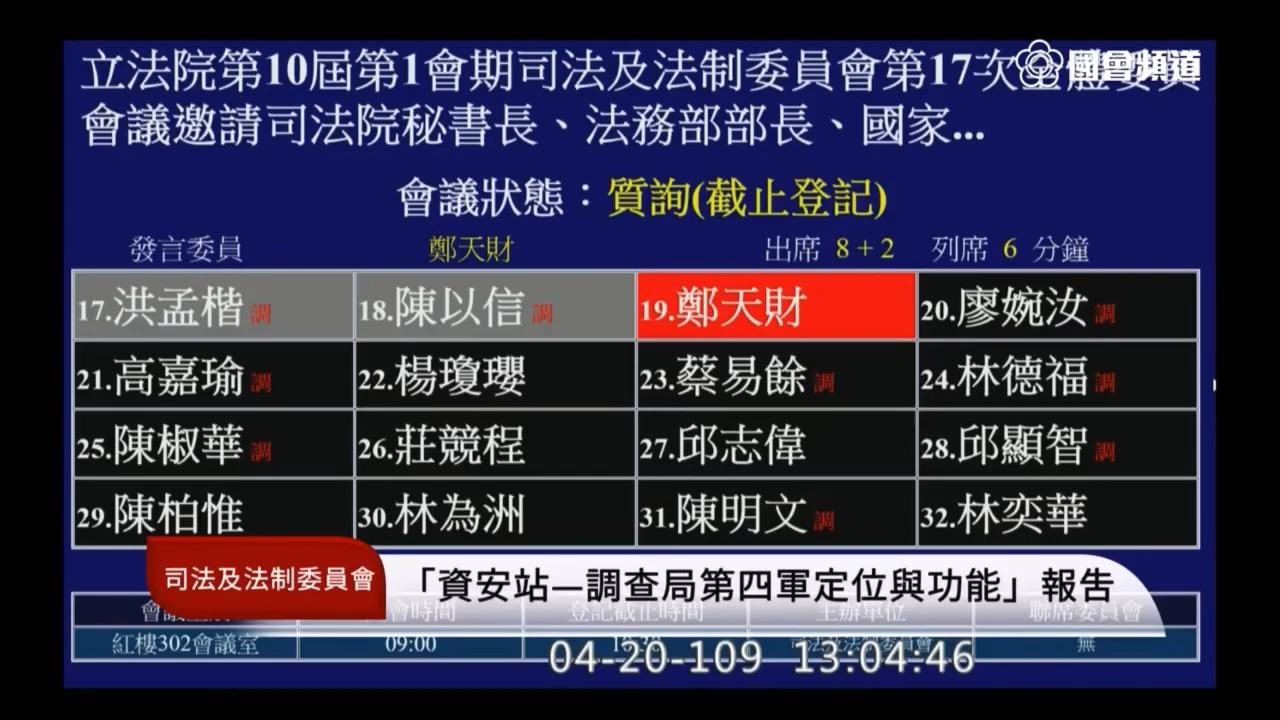 立法院第10屆第1會期司法及法制委員會第17次
國會頻道
會議邀請司法院秘書長、法務部部長、國家...
會議狀態：質詢(截止登記)
發言委員 鄭天財 出席 8+2 列席 6 分鐘
17.洪孟楷調 18.陳以信調 19.鄭天財 20.廖婉汝調
21.高嘉瑜調 22.楊瓊瓔 23.蔡易餘調 24.林德福調
25.陳椒華調 26.莊競程 27.邱志偉 28.邱顯智調
29.陳柏惟 30.林為洲 31.陳明文調 32.林奕華
司法及法制委員會 「資安站—調查局第四軍定位與功能」報告
登記截止時間 主辦單位 聯席委員會
紅樓302會議室 09:00 司法及法制委員會 無
04-20-109 13:04:46